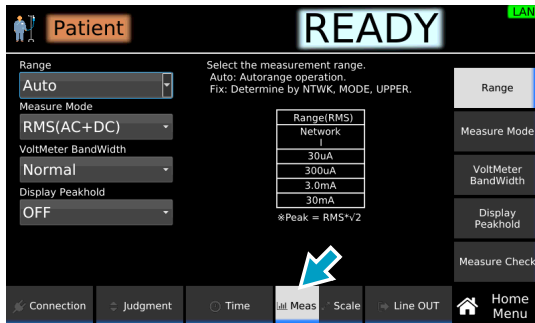 LAN
Patient
READY
Range
Auto
Measure Mode
RMS(AC+DC)
VoltMeter BandWidth
Normal
Display Peakhold
OFF
Select the measurement range.
Auto: Autorange operation.
Fix: Determine by NTWK, MODE, UPPER.
Range(RMS)
Network
I
30uA
300uA
3.0mA
30mA
※Peak = RMS*√2
Range
Measure Mode
VoltMeter
BandWidth
Display
Peakhold
Measure Check
Connection
Judgment
Time
Meas
Scale
Line OUT
Home
Menu